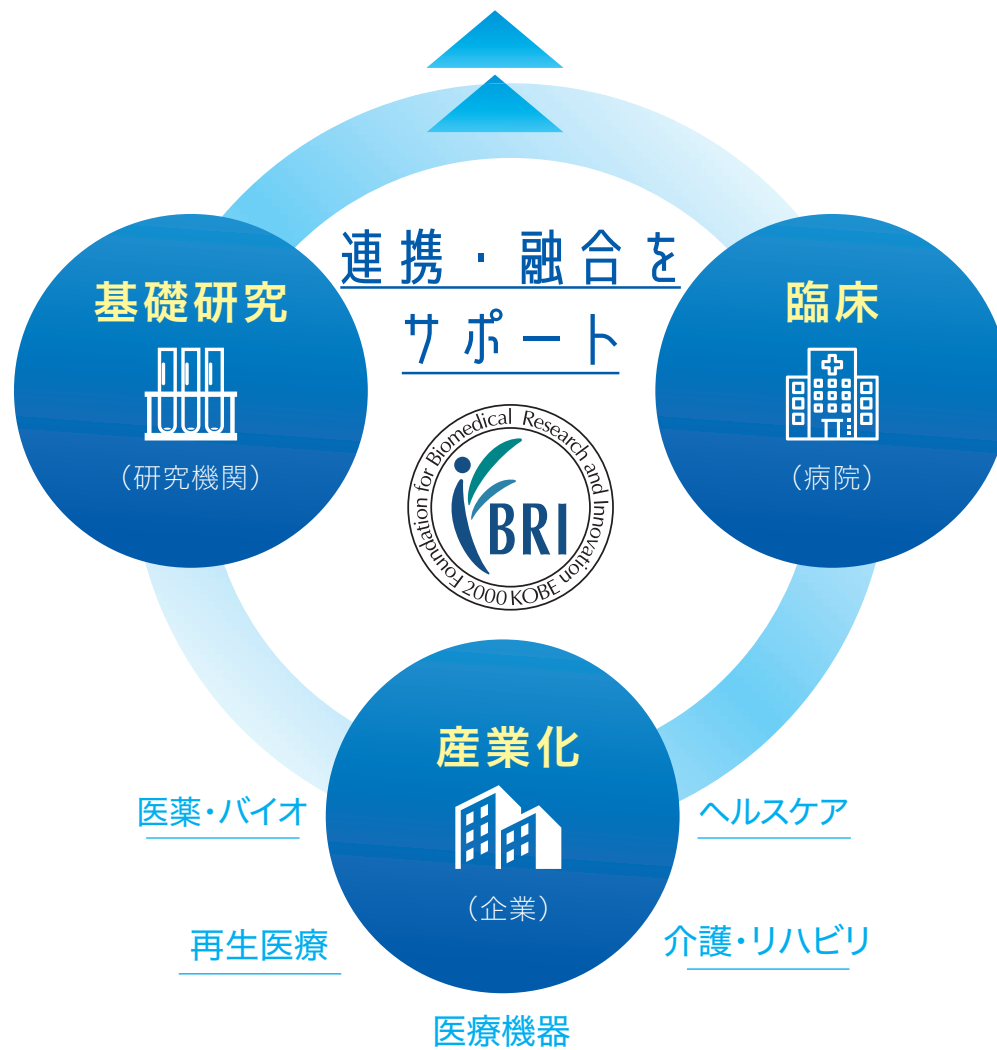 連携・融合を
サポート
基礎研究
（研究機関）
臨床
（病院）
Foundation for Biomedical Research and Innovation
2000 KOBE
BRI
産業化
（企業）
医薬・バイオ
ヘルスケア
再生医療
介護・リハビリ
医療機器